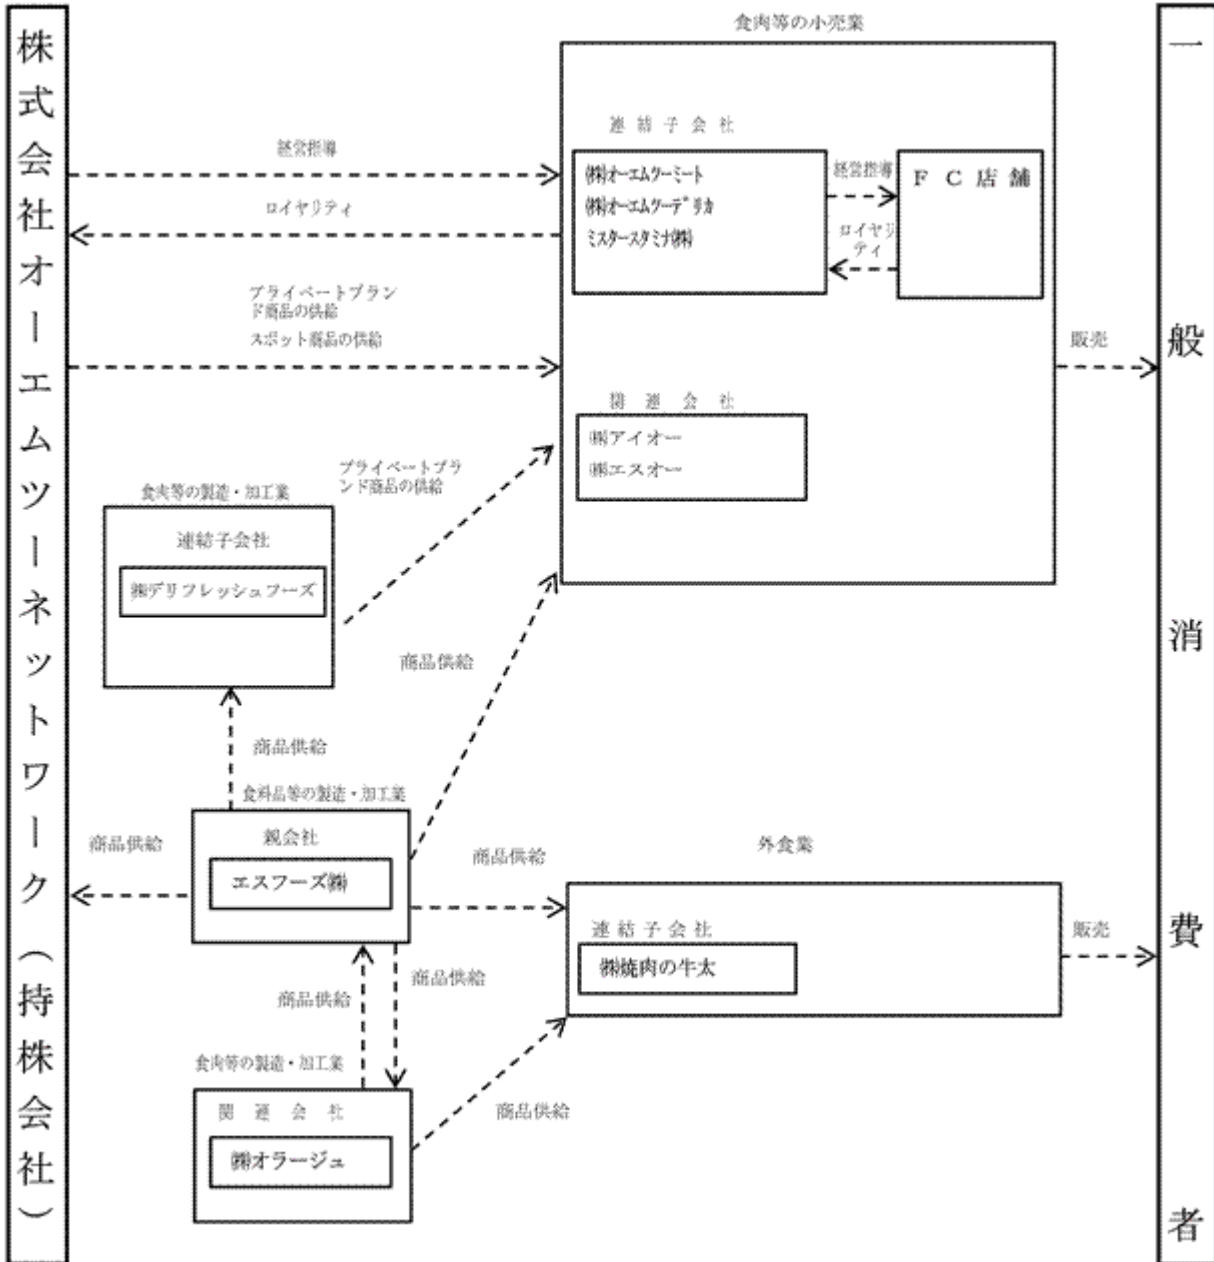 株式会社オーエムツーネットワーク（持株会社）
食肉等の小売業
連結子会社
㈱オーエムツーミート
㈱オーエムツーデリカ
ミスタースタミナ㈱
経営指導
ロイヤリ
ティ
ＦＣ店舗
経営指導
ロイヤリティ
プライベートブラン
ド商品の供給
スポット商品の供給
販売
関連会社
㈱アイオー
㈱エスオー
プライベートブラ
ンド商品の供給
食肉等の製造・加工業
連結子会社
㈱デリフレッシュフーズ
商品供給
商品供給
食料品等の製造・加工業
親会社
エスフーズ㈱
商品供給
商品供給
外食業
連結子会社
㈱焼肉の牛太
販売
商品供給
商品供給
食肉等の製造・加工業
関連会社
㈱オラージュ
商品供給
一般消費者